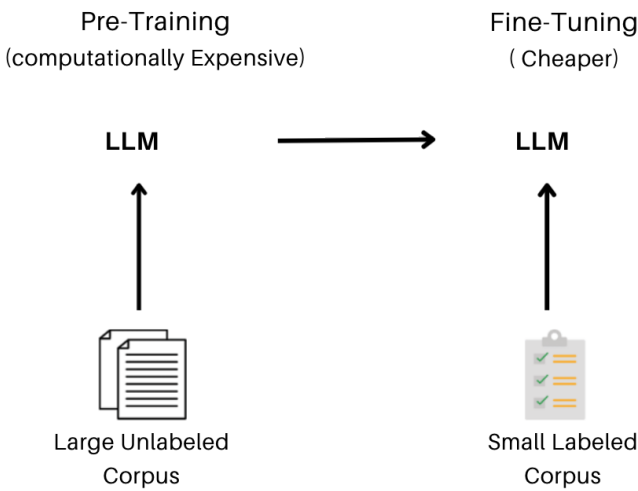 Pre-Training
(computationally Expensive)
Fine-Tuning
( Cheaper)
LLM
LLM
Large Unlabeled
Corpus
Small Labeled
Corpus